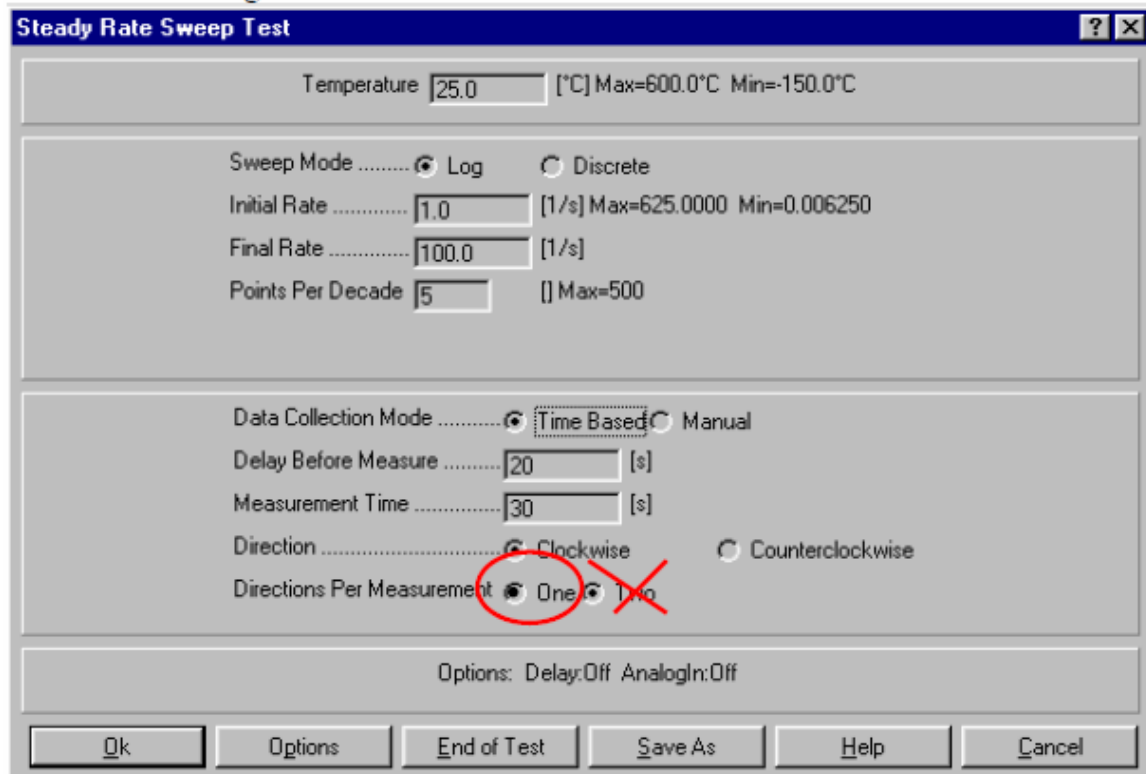 Steady Rate Sweep Test
Temperature 25.0 [°C] Max=600.0°C Min=-150.0°C
Sweep Mode ......... Log Discrete
Initial Rate ............. 1.0 [1/s] Max=625.0000 Min=0.006250
Final Rate .............. 100.0 [1/s]
Points Per Decade 5 [] Max=500
Data Collection Mode ........... Time Based Manual
Delay Before Measure .......... 20 [s]
Measurement Time ............... 30 [s]
Direction ............................... Clockwise Counterclockwise
Directions Per Measurement One Two
Options: Delay:Off AnalogIn:Off
Ok Options End of Test Save As Help Cancel